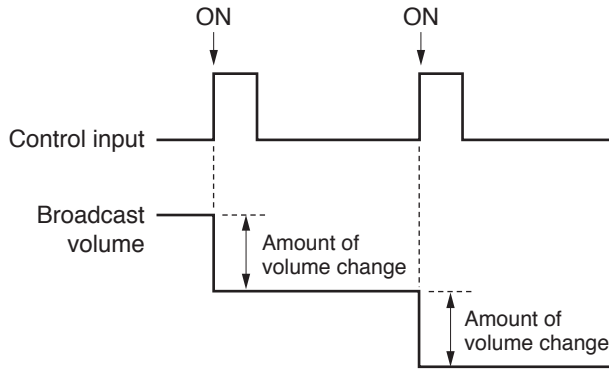 ON
ON
Control input
Broadcast
volume
Amount of
volume change
Amount of
volume change